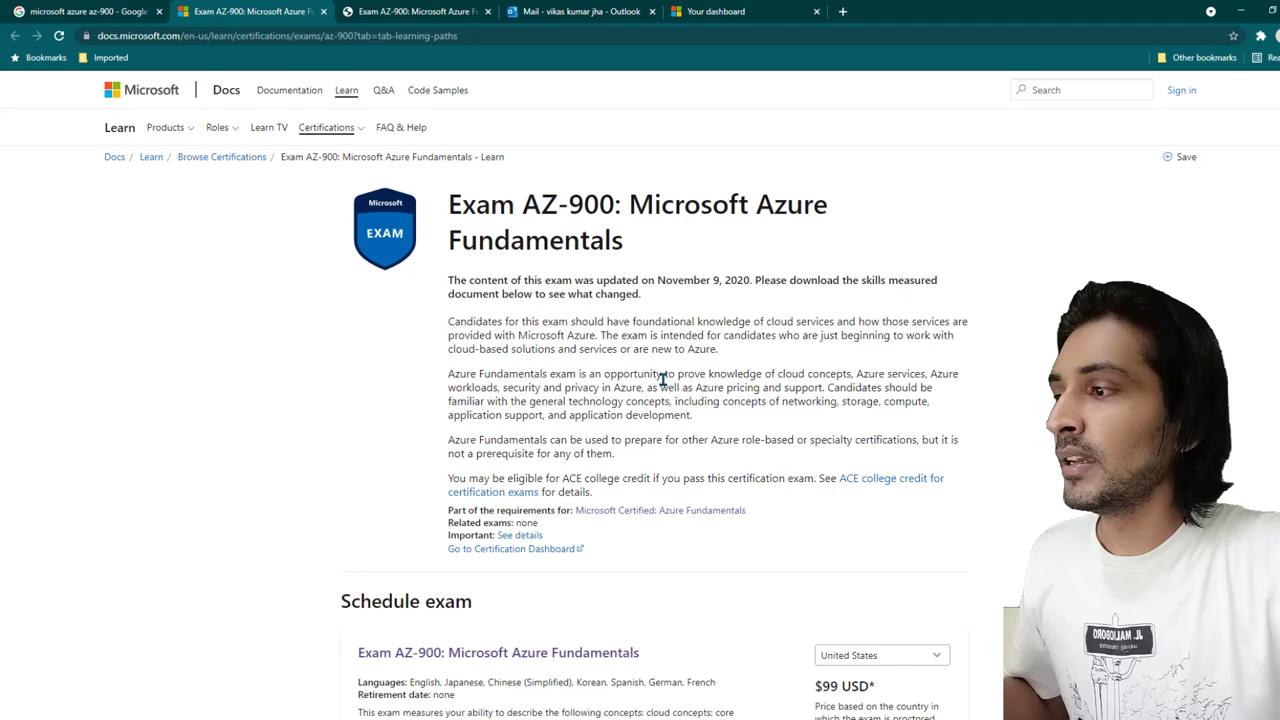 microsoft azure az-900 - Google
Exam AZ-900: Microsoft Azure F
Exam AZ-900: Microsoft Azure F
Mail - vikas kumar jha - Outlook
Your dashboard
docs.microsoft.com/en-us/learn/certifications/exams/az-900?tab=tab-learning-paths
Bookmarks
Imported
Other bookmarks
Microsoft
Docs
Documentation
Learn
Q&A
Code Samples
Search
Sign in
Learn
Products
Roles
Learn TV
Certifications
FAQ & Help
Docs / Learn / Browse Certifications / Exam AZ-900: Microsoft Azure Fundamentals - Learn
Save
Microsoft
EXAM
Exam AZ-900: Microsoft Azure
Fundamentals
The content of this exam was updated on November 9, 2020. Please download the skills measured
document below to see what changed.
Candidates for this exam should have foundational knowledge of cloud services and how those services are
provided with Microsoft Azure. The exam is intended for candidates who are just beginning to work with
cloud-based solutions and services or are new to Azure.
Azure Fundamentals exam is an opportunity to prove knowledge of cloud concepts, Azure services, Azure
workloads, security and privacy in Azure, as well as Azure pricing and support. Candidates should be
familiar with the general technology concepts, including concepts of networking, storage, compute,
application support, and application development.
Azure Fundamentals can be used to prepare for other Azure role-based or specialty certifications, but it is
not a prerequisite for any of them.
You may be eligible for ACE college credit if you pass this certification exam. See ACE college credit for
certification exams for details.
Part of the requirements for: Microsoft Certified: Azure Fundamentals
Related exams: none
Important: See details
Go to Certification Dashboard
Schedule exam
Exam AZ-900: Microsoft Azure Fundamentals
Languages: English, Japanese, Chinese (Simplified), Korean, Spanish, German, French
Retirement date: none
This exam measures your ability to describe the following concepts: cloud concepts; core
United States
$99 USD*
Price based on the country in
which the exam is proctored